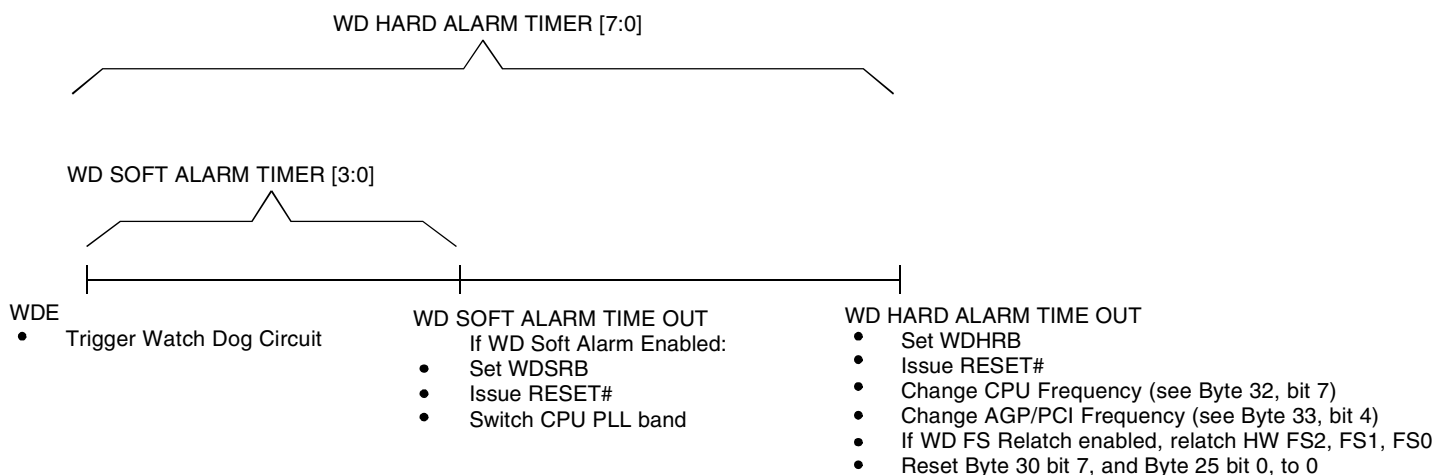 WD HARD ALARM TIMER [7:0]
WD SOFT ALARM TIMER [3:0]
WDE
• Trigger Watch Dog Circuit
WD SOFT ALARM TIME OUT
If WD Soft Alarm Enabled:
• Set WDSRB
• Issue RESET#
• Switch CPU PLL band
WD HARD ALARM TIME OUT
• Set WDHRB
• Issue RESET#
• Change CPU Frequency (see Byte 32, bit 7)
• Change AGP/PCI Frequency (see Byte 33, bit 4)
• If WD FS Relatch enabled, relatch HW FS2, FS1, FS0
• Reset Byte 30 bit 7, and Byte 25 bit 0, to 0